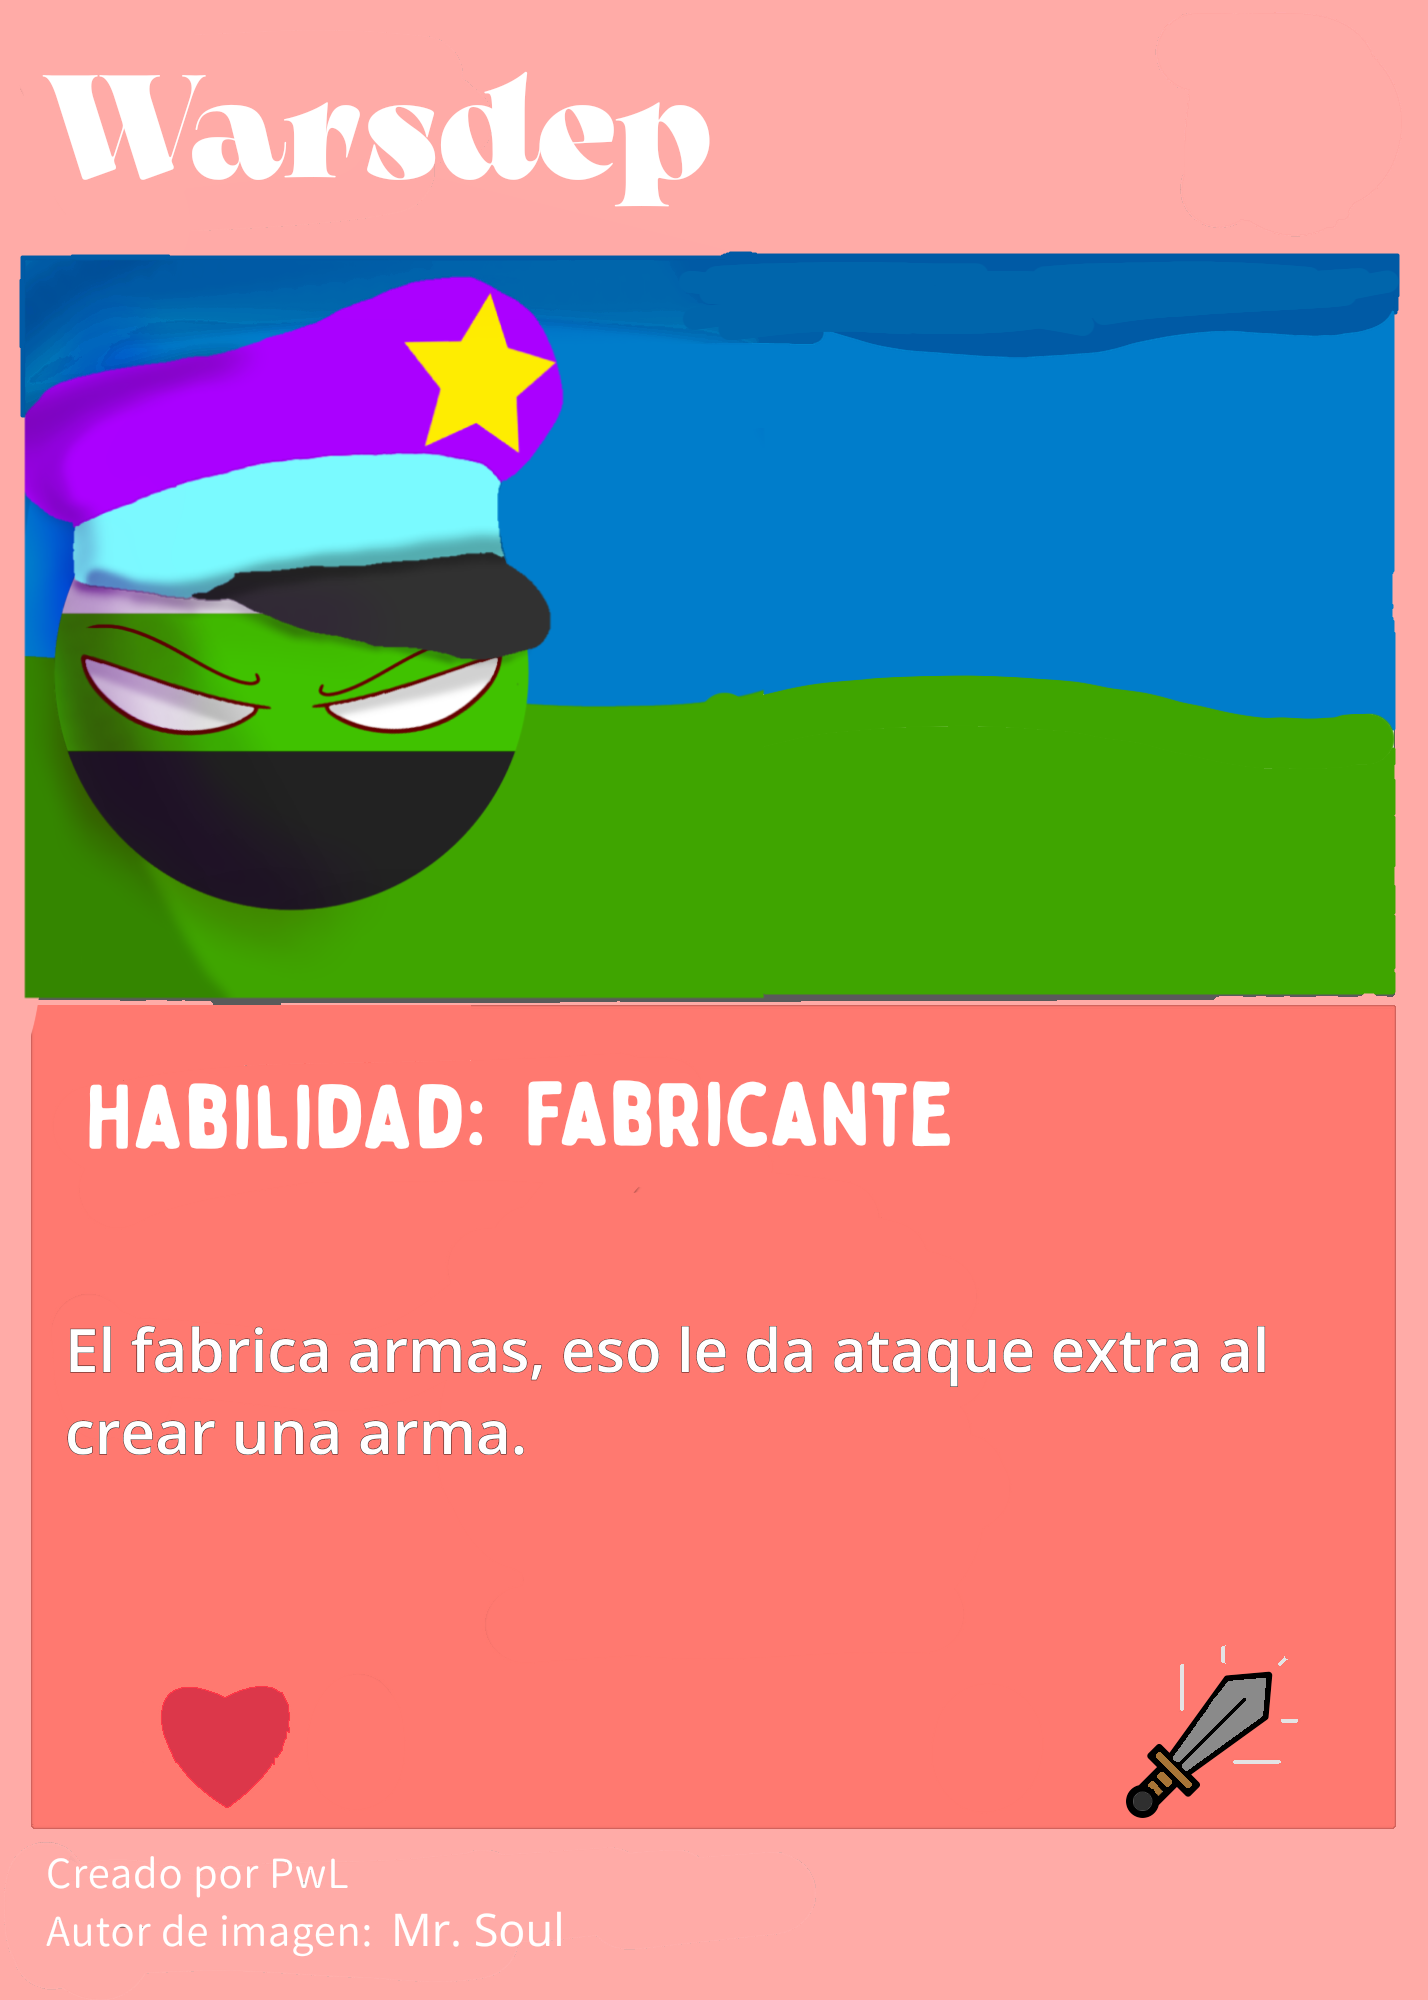 Warsdep
HABILIDAD: FABRICANTE
El fabrica armas, eso le da ataque extra al
crear una arma.
Creado por PwL
Autor de imagen: Mr. Soul